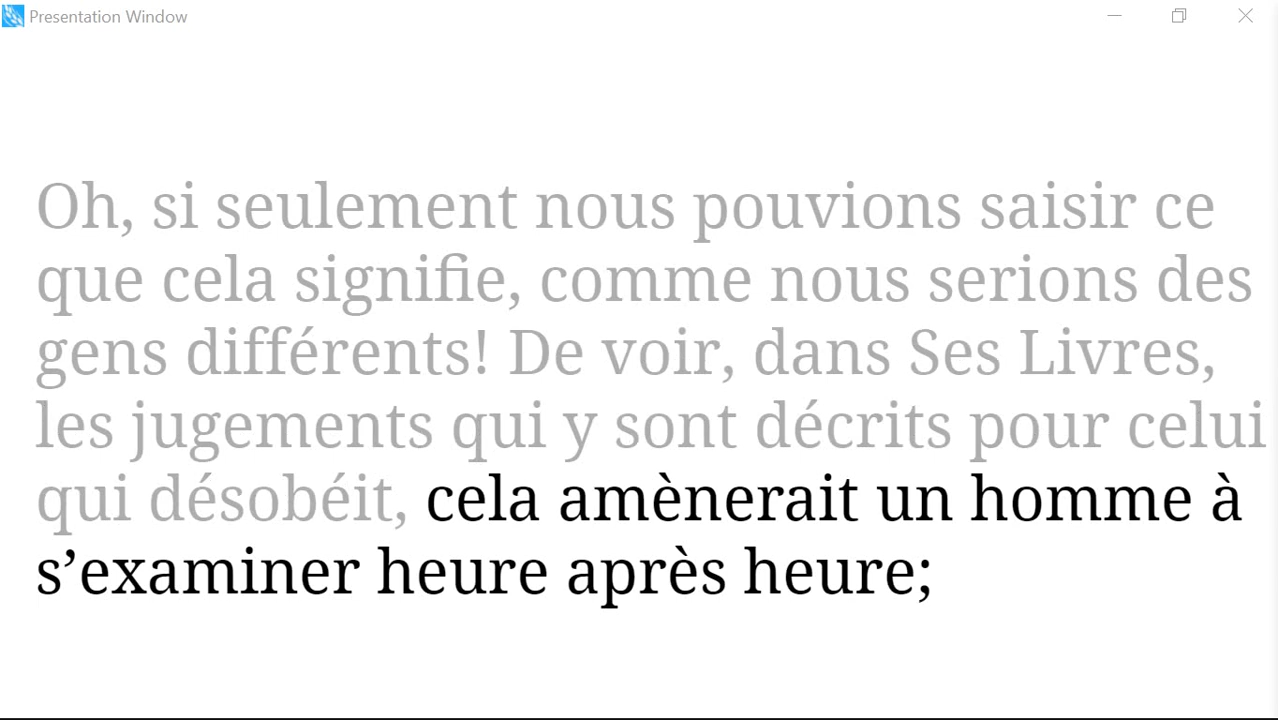 Presentation Window
Oh, si seulement nous pouvions saisir ce
que cela signifie, comme nous serions des
gens différents! De voir, dans Ses Livres,
les jugements qui y sont décrits pour celui
qui désobéit, cela amènerait un homme à
s’examiner heure après heure;